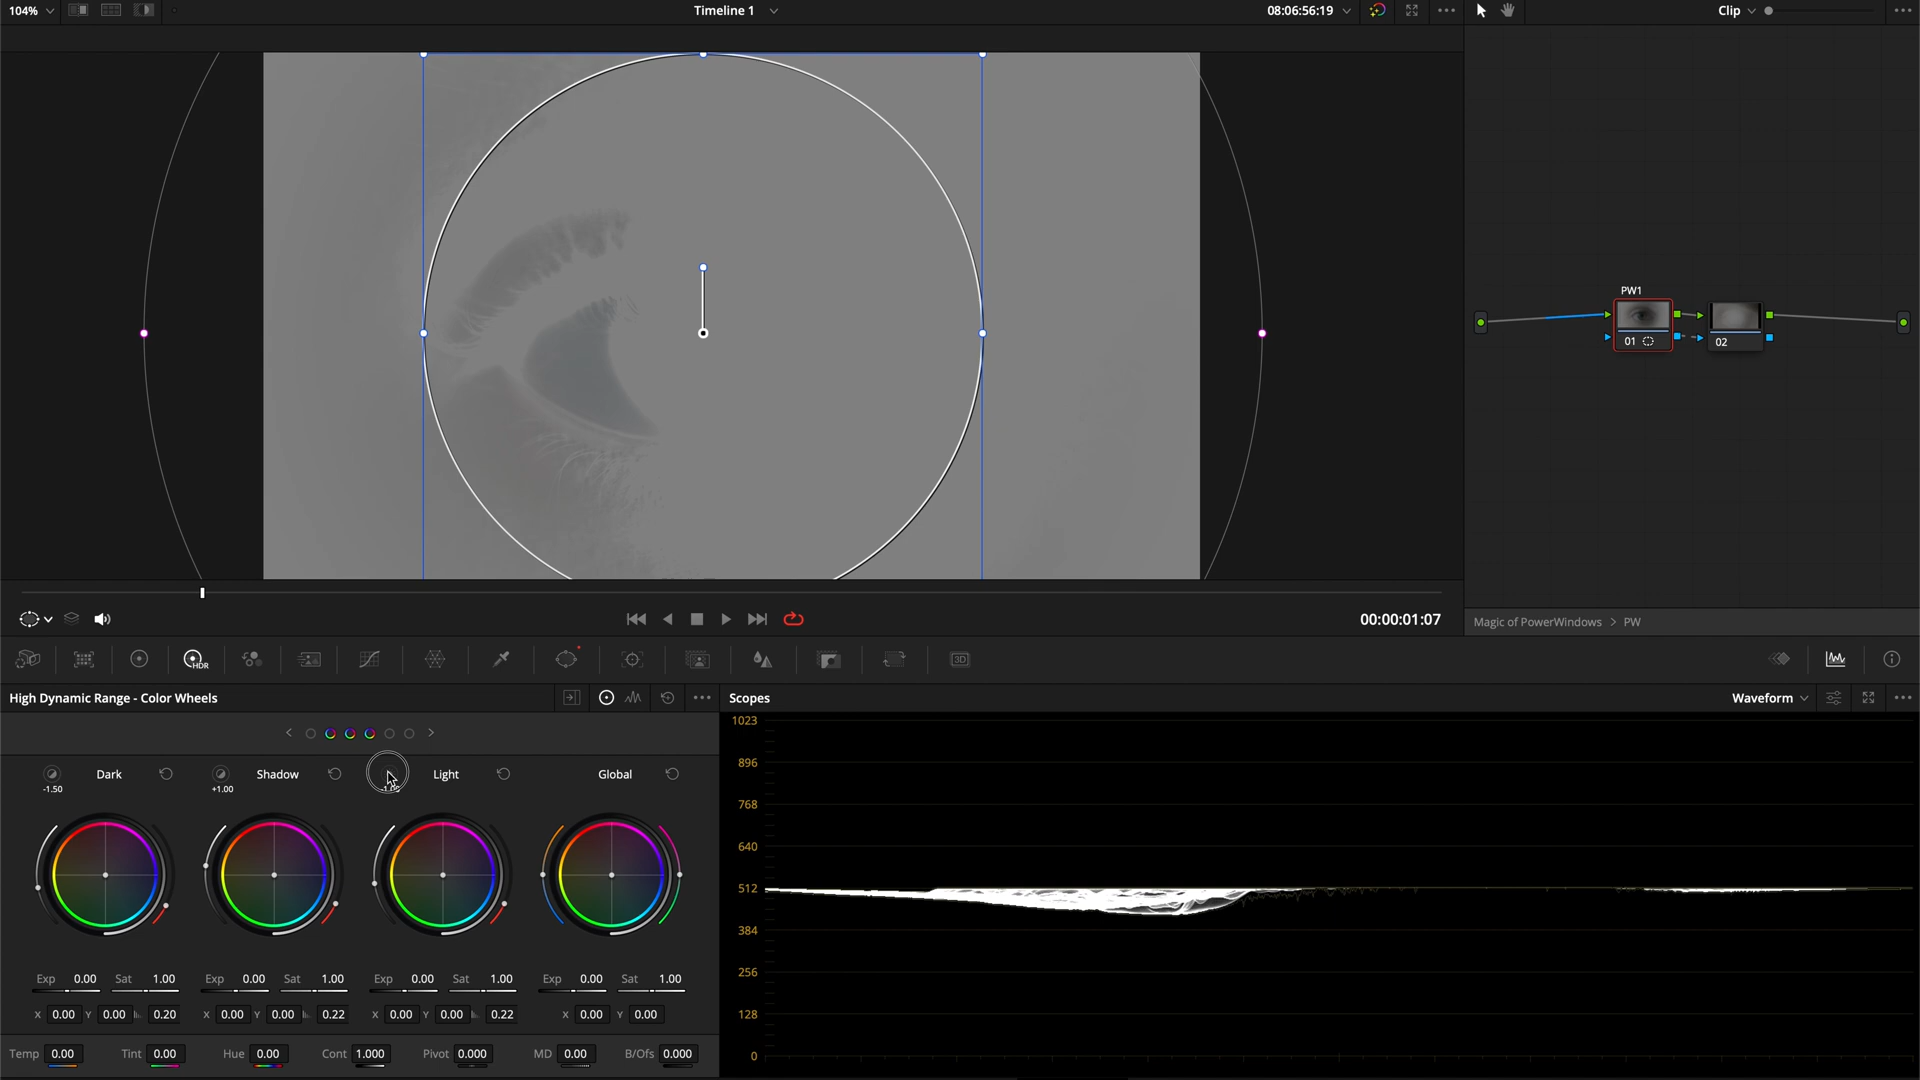 104%
Timeline 1
08:06:56:19
Clip
PW1
01
02
00:00:01:07
Magic of PowerWindows > PW
HDR
3D
High Dynamic Range - Color Wheels
Scopes
Waveform
Dark
-1.50
Shadow
+1.00
Light
Global
Exp 0.00 Sat 1.00
Exp 0.00 Sat 1.00
Exp 0.00 Sat 1.00
Exp 0.00 Sat 1.00
X 0.00 Y 0.00 0.20
X 0.00 Y 0.00 0.22
X 0.00 Y 0.00 0.22
X 0.00 Y 0.00
Temp 0.00 Tint 0.00 Hue 0.00 Cont 1.000 Pivot 0.000 MD 0.00 B/Ofs 0.000
1023
896
768
640
512
384
256
128
0